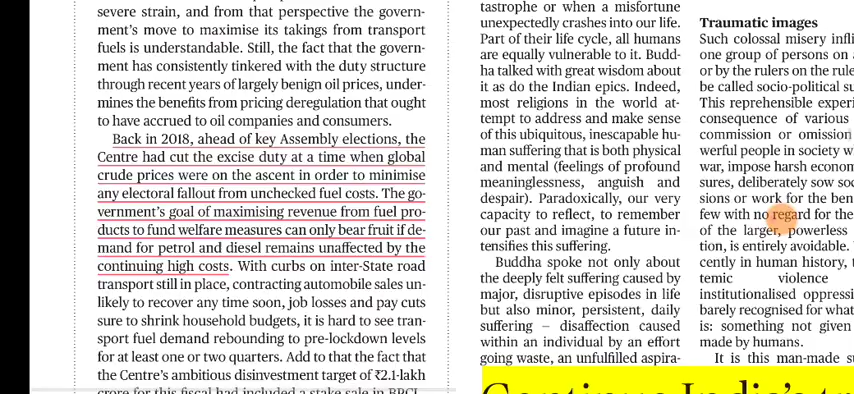 severe strain, and from that perspective the govern-
ment's move to maximise its takings from transport
fuels is understandable. Still, the fact that the govern-
ment has consistently tinkered with the duty structure
through recent years of largely benign oil prices, under-
mines the benefits from pricing deregulation that ought
to have accrued to oil companies and consumers.
Back in 2018, ahead of key Assembly elections, the
Centre had cut the excise duty at a time when global
crude prices were on the ascent in order to minimise
any electoral fallout from unchecked fuel costs. The go-
vernment's goal of maximising revenue from fuel pro-
ducts to fund welfare measures can only bear fruit if de-
mand for petrol and diesel remains unaffected by the
continuing high costs. With curbs on inter-State road
transport still in place, contracting automobile sales un-
likely to recover any time soon, job losses and pay cuts
sure to shrink household budgets, it is hard to see tran-
sport fuel demand rebounding to pre-lockdown levels
for at least one or two quarters. Add to that the fact that
the Centre's ambitious disinvestment target of ₹2.1-lakh
crore for this fiscal had included a stake sale in BPCL,
tastrophe or when a misfortune
unexpectedly crashes into our life.
Part of their life cycle, all humans
are equally vulnerable to it. Budd-
ha talked with great wisdom about
it as do the Indian epics. Indeed,
most religions in the world at-
tempt to address and make sense
of this ubiquitous, inescapable hu-
man suffering that is both physical
and mental (feelings of profound
meaninglessness, anguish and
despair). Paradoxically, our very
capacity to reflect, to remember
our past and imagine a future in-
tensifies this suffering.
Buddha spoke not only about
the deeply felt suffering caused by
major, disruptive episodes in life
but also minor, persistent, daily
suffering — disaffection caused
within an individual by an effort
going waste, an unfulfilled aspira-
Traumatic images
Such colossal misery infli
one group of persons on a
or by the rulers on the rule
be called socio-political su
This reprehensible experi
consequence of various
commission or omission
werful people in society w
war, impose harsh econom
sures, deliberately sow soc
sions or work for the ben
few with no regard for the
of the larger, powerless
tion, is entirely avoidable.
cently in human history, t
temic violence
institutionalised oppressi
barely recognised for what
is: something not given
made by humans.
It is this man-made su